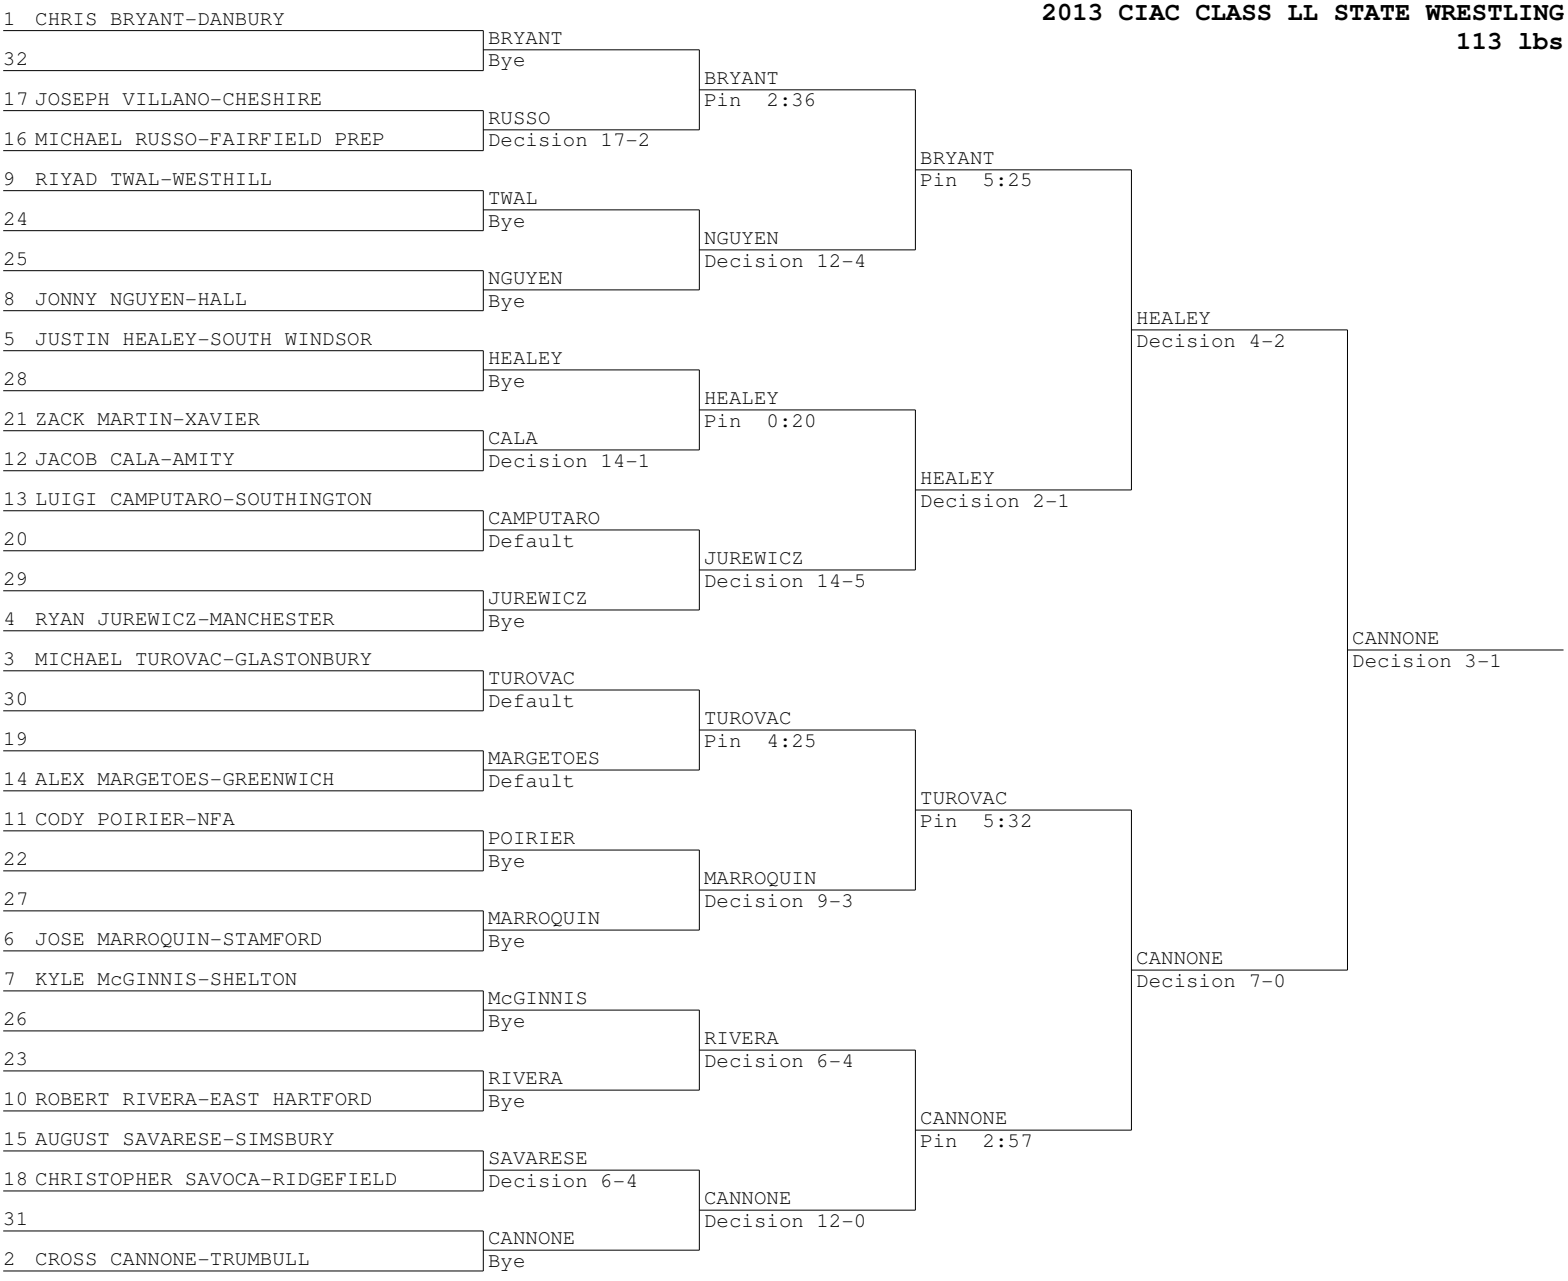 2013 CIAC CLASS LL STATE WRESTLING
113 lbs
1 CHRIS BRYANT-DANBURY
32
17 JOSEPH VILLANO-CHESHIRE
16 MICHAEL RUSSO-FAIRFIELD PREP
9 RIYAD TWAL-WESTHILL
24
25
8 JONNY NGUYEN-HALL
5 JUSTIN HEALEY-SOUTH WINDSOR
28
21 ZACK MARTIN-XAVIER
12 JACOB CALA-AMITY
13 LUIGI CAMPUTARO-SOUTHINGTON
20
29
4 RYAN JUREWICZ-MANCHESTER
3 MICHAEL TUROVAC-GLASTONBURY
30
19
14 ALEX MARGETOES-GREENWICH
11 CODY POIRIER-NFA
22
27
6 JOSE MARROQUIN-STAMFORD
7 KYLE McGINNIS-SHELTON
26
23
10 ROBERT RIVERA-EAST HARTFORD
15 AUGUST SAVARESE-SIMSBURY
18 CHRISTOPHER SAVOCA-RIDGEFIELD
31
2 CROSS CANNONE-TRUMBULL
BRYANT
Bye
RUSSO
Decision 17-2
TWAL
Bye
NGUYEN
Bye
HEALEY
Bye
CALA
Decision 14-1
CAMPUTARO
Default
JUREWICZ
Bye
TUROVAC
Default
MARGETOES
Default
POIRIER
Bye
MARROQUIN
Bye
McGINNIS
Bye
RIVERA
Bye
SAVARESE
Decision 6-4
CANNONE
Bye
BRYANT
Pin 2:36
NGUYEN
Decision 12-4
HEALEY
Pin 0:20
JUREWICZ
Decision 14-5
TUROVAC
Pin 4:25
MARROQUIN
Decision 9-3
RIVERA
Decision 6-4
CANNONE
Decision 12-0
BRYANT
Pin 5:25
HEALEY
Decision 2-1
TUROVAC
Pin 5:32
CANNONE
Pin 2:57
HEALEY
Decision 4-2
CANNONE
Decision 7-0
CANNONE
Decision 3-1